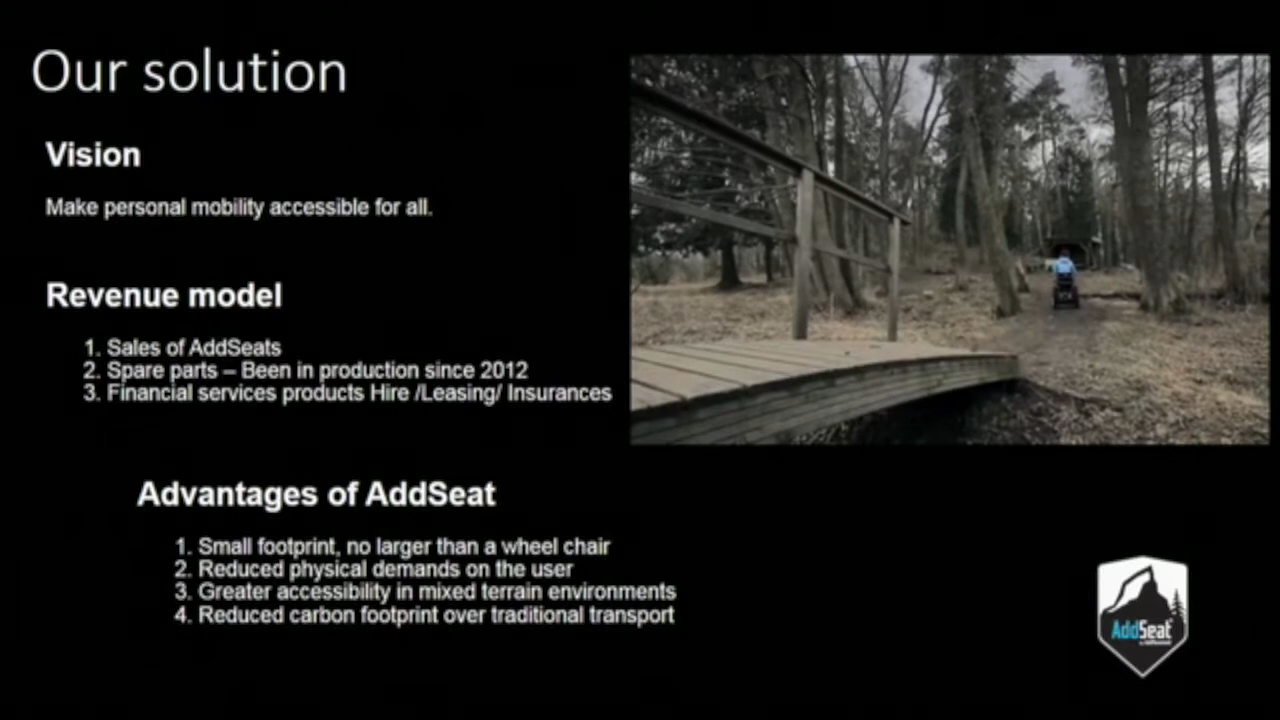 Our solution
Vision
Make personal mobility accessible for all.
Revenue model
1. Sales of AddSeats
2. Spare parts – Been in production since 2012
3. Financial services products Hire /Leasing/ Insurances
Advantages of AddSeat
1. Small footprint, no larger than a wheel chair
2. Reduced physical demands on the user
3. Greater accessibility in mixed terrain environments
4. Reduced carbon footprint over traditional transport
AddSeat